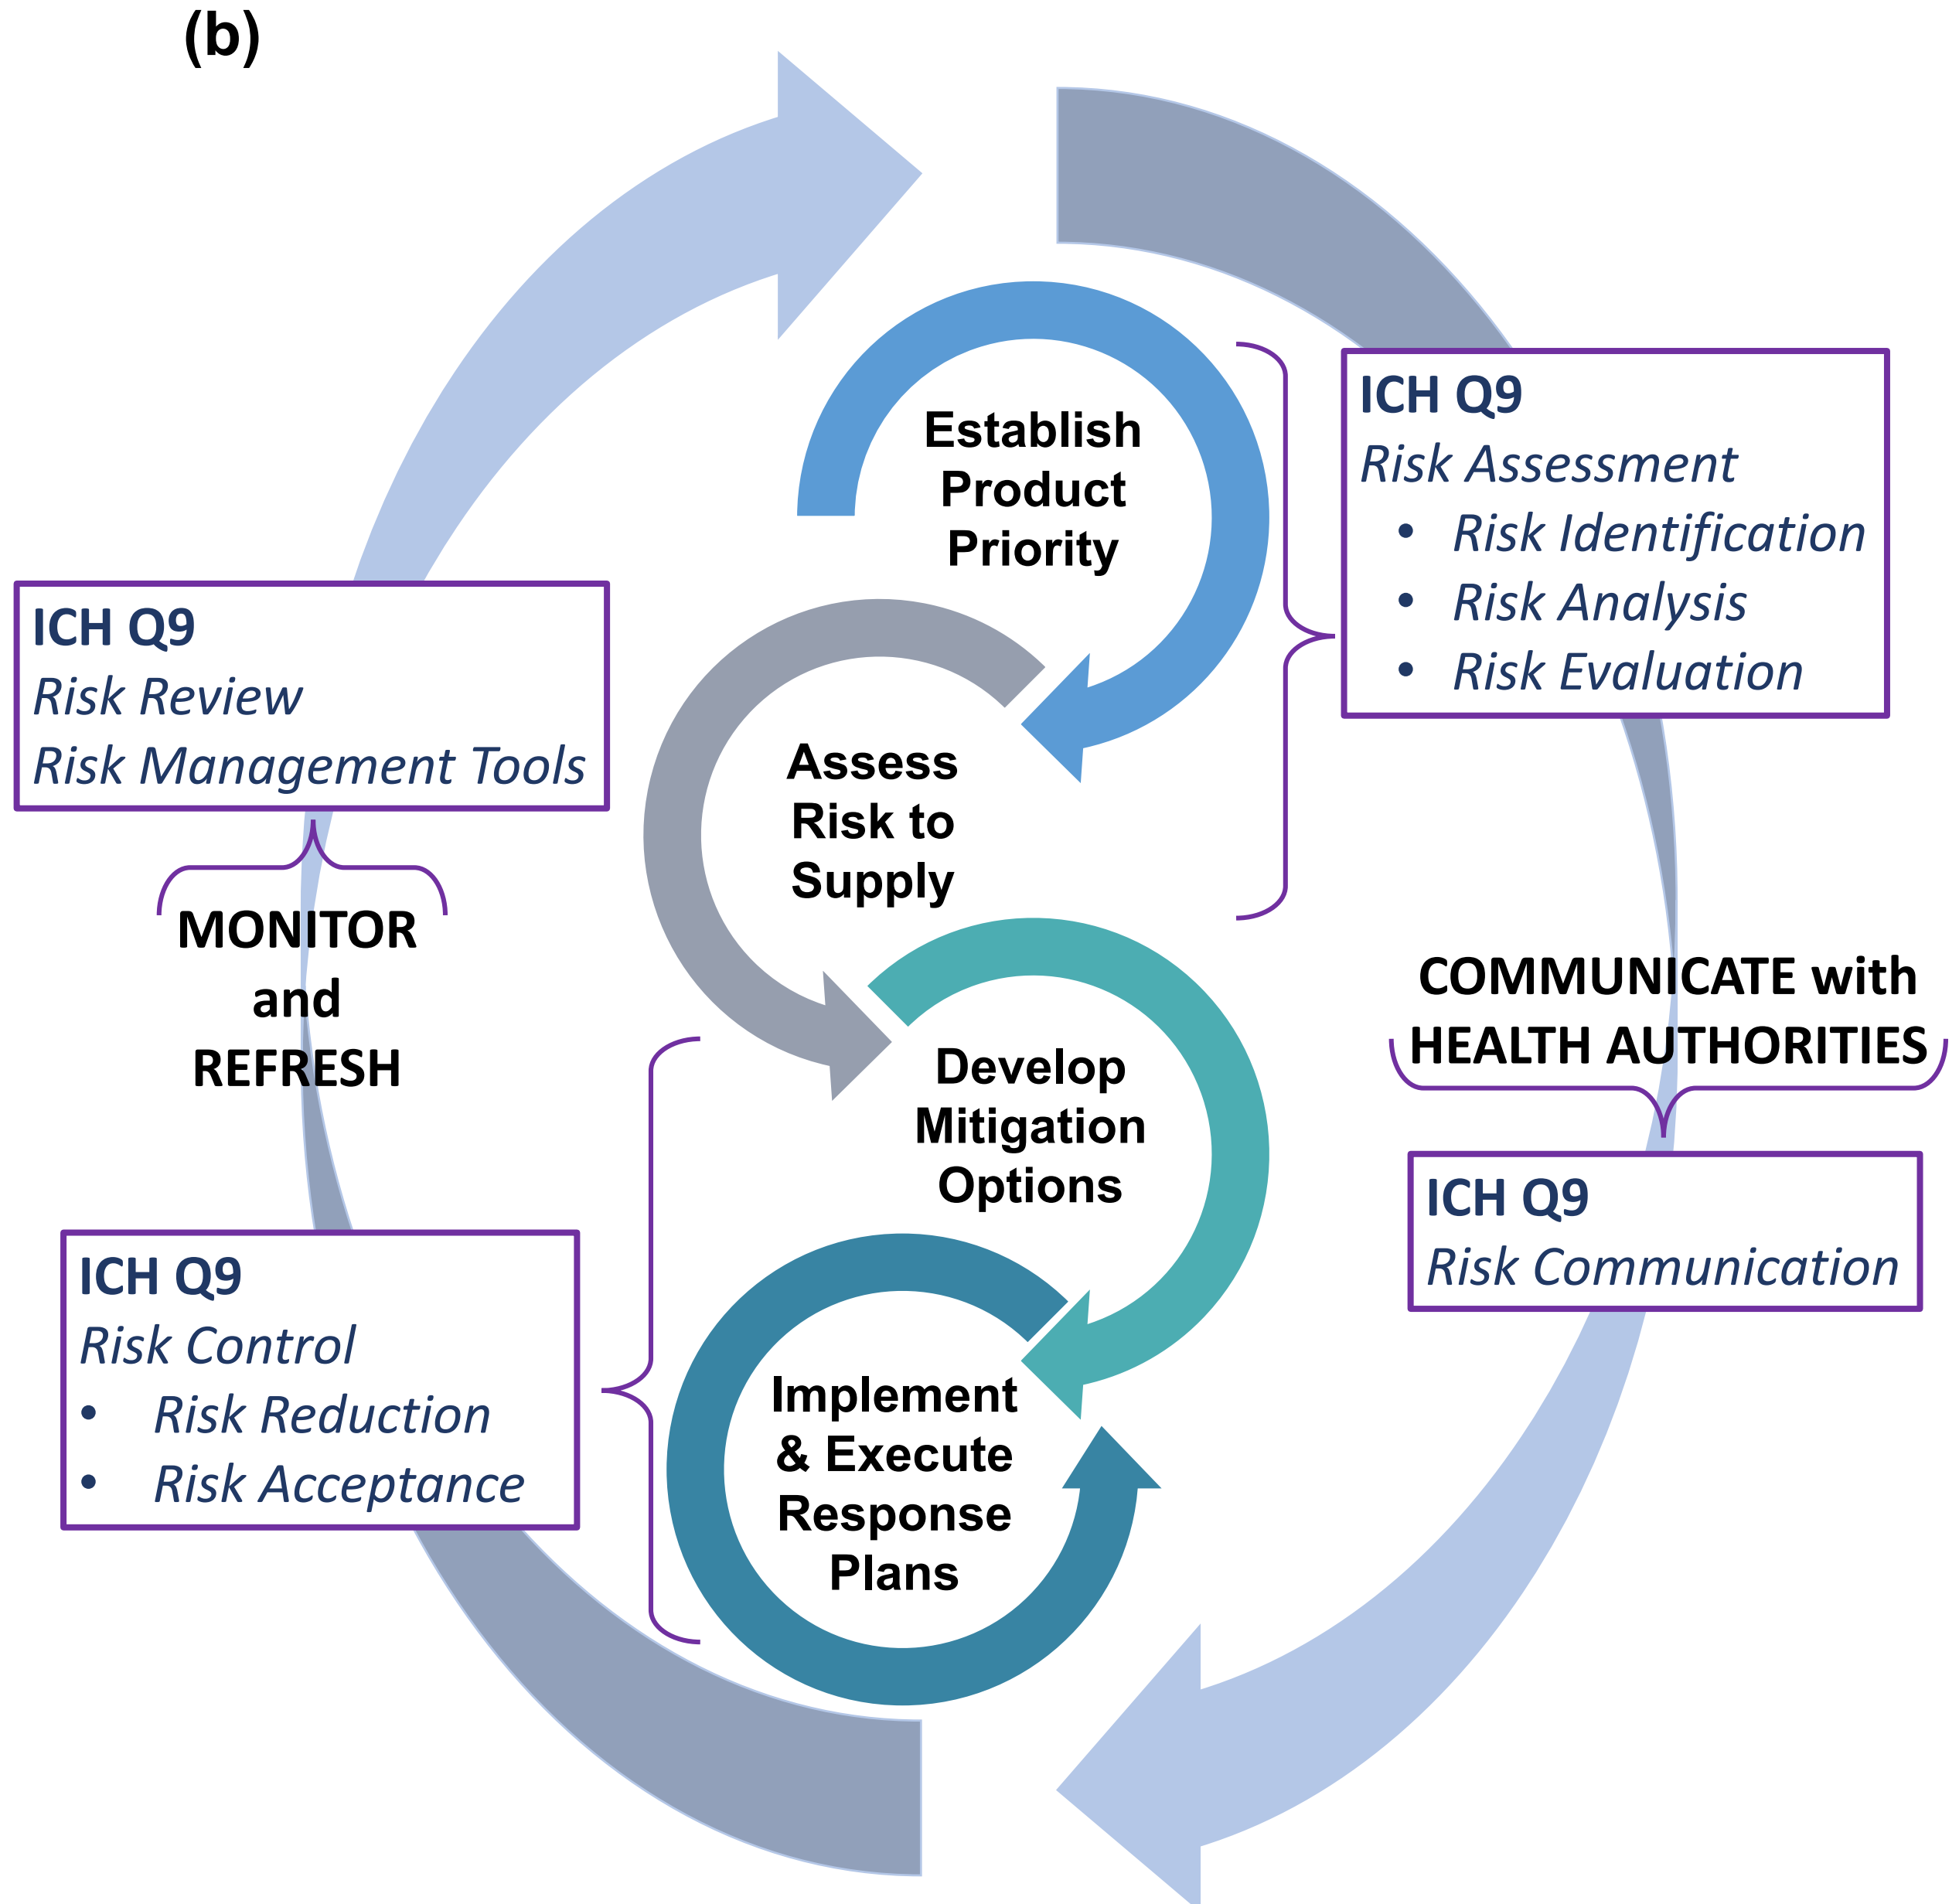 (b)
Establish
Product
Priority
ICH Q9
Risk Assessment
• Risk Identification
• Risk Analysis
• Risk Evaluation
ICH Q9
Risk Review
Risk Management Tools
MONITOR
and
REFRESH
Assess
Risk to
Supply
COMMUNICATE with
HEALTH AUTHORITIES
ICH Q9
Risk Communication
Develop
Mitigation
Options
ICH Q9
Risk Control
• Risk Reduction
• Risk Acceptance
Implement
& Execute
Response
Plans